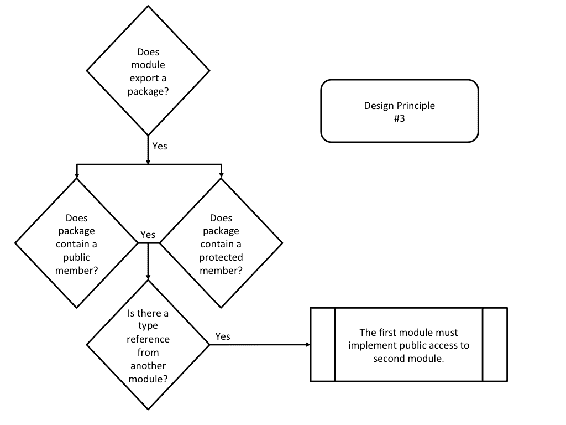 Does
module
export a
package?
Design Principle
#3
Yes
Does
package
contain a
public
member?
Yes
Does
package
contain a
protected
member?
Is there a
type
reference
from
another
module?
Yes
The first module must
implement public access to
second module.